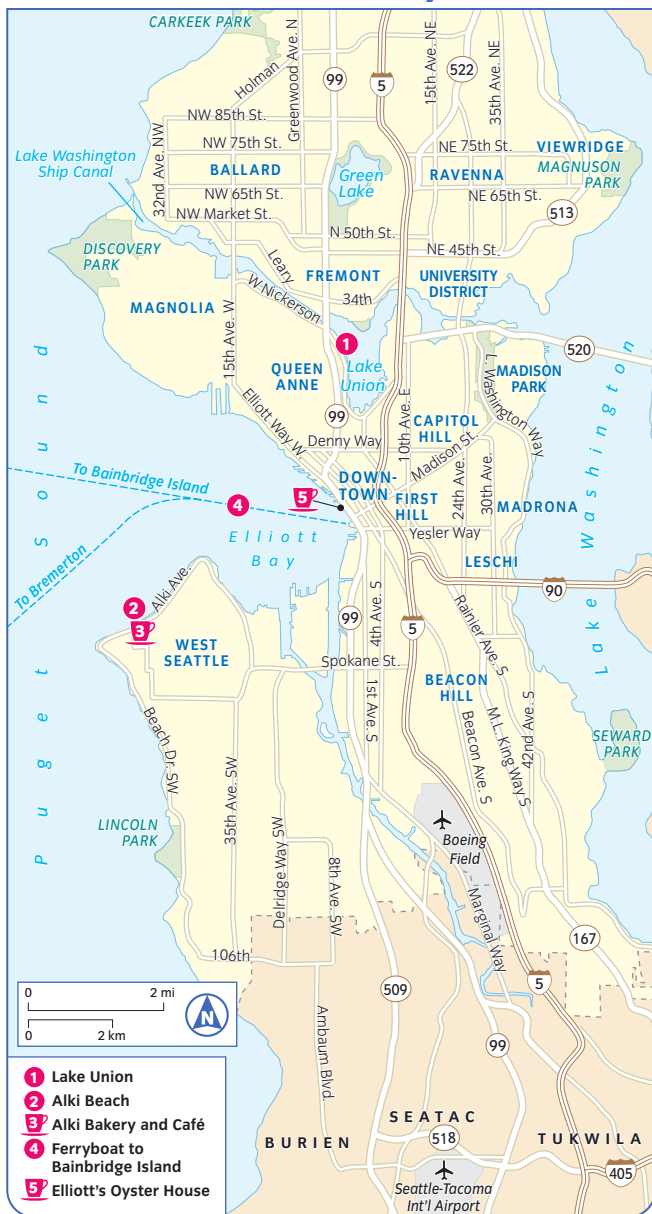 CARKEEK PARK
Holman
Greenwood Ave. N
99
5
15th Ave. NE
522
35th Ave. NE
NW 85th St.
NW 75th St.
NE 75th St.
VIEWRIDGE
Lake Washington
Ship Canal
32nd Ave. NW
BALLARD
Green
Lake
RAVENNA
MAGNUSON
PARK
NW 65th St.
NE 65th St.
NW Market St.
513
N 50th St.
NE 45th St.
DISCOVERY
PARK
Leary
FREMONT
UNIVERSITY
DISTRICT
34th
MAGNOLIA
W. Nickerson
15th Ave. W
1
Lake
Union
520
QUEEN
ANNE
MADISON
PARK
L. Washington Way
99
10th Ave. E
CAPITOL
HILL
Elliott Way W.
Denny Way
Madison St.
24th Ave.
30th Ave.
To Bainbridge Island
4
5
DOWN-
TOWN
FIRST
HILL
MADRONA
Elliott
Bay
Yesler Way
LESCHI
To Bremerton
Alki Ave.
90
2
3
99
4th Ave. S
5
Rainier Ave. S
WEST
SEATTLE
Spokane St.
BEACON
HILL
1st Ave. S
Puget Sound
Lake Washington
Beach Dr. SW
35th Ave. SW
Beacon Ave. S
M.L. King Way S
42nd Ave. S
SEWARD
PARK
LINCOLN
PARK
Delridge Way SW
8th Ave. SW
Boeing
Field
Marginal Way
167
106th
5
0 2 mi
0 2 km
N
509
99
Ambaum Blvd.
1 Lake Union
2 Alki Beach
3 Alki Bakery and Café
4 Ferryboat to
Bainbridge Island
5 Elliott's Oyster House
SEATAC
BURIEN
518
TUKWILA
405
Seattle-Tacoma
Int'l Airport